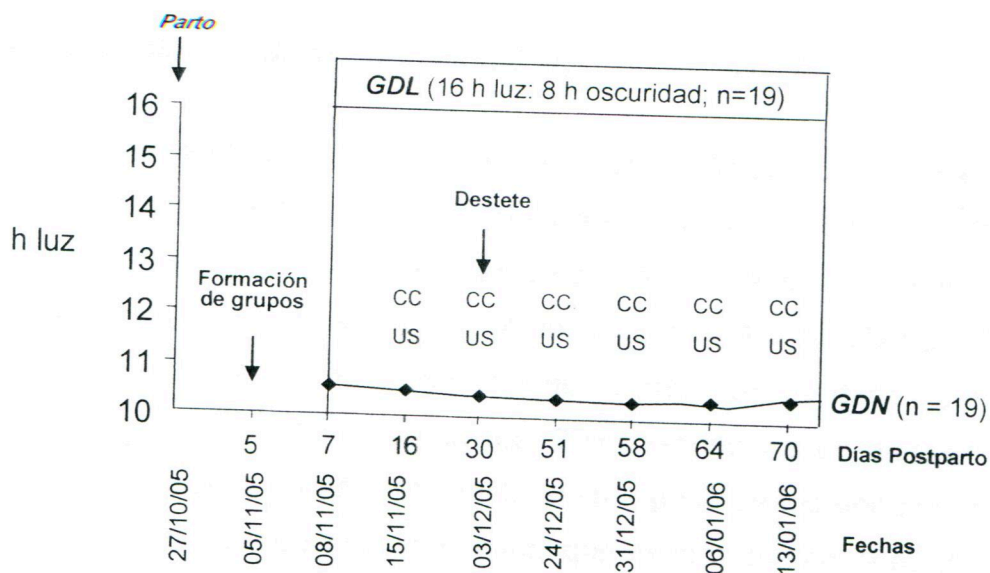 Parto
GDL (16 h luz: 8 h oscuridad; n=19)
16
15
14
13
12
11
10
h luz
Destete
Formación
de grupos
CC CC CC CC CC CC
US US US US US US
GDN (n = 19)
5 7 16 30 51 58 64 70 Días Postparto
27/10/05 05/11/05 08/11/05 15/11/05 03/12/05 24/12/05 31/12/05 06/01/06 13/01/06 Fechas